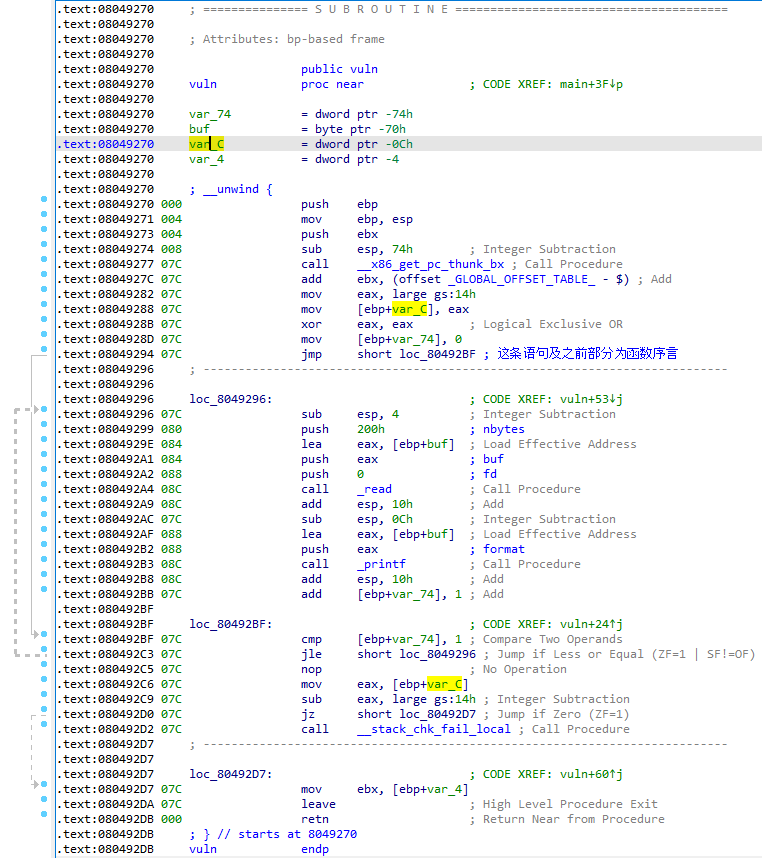 .text:08049270 ; =============== S U B R O U T I N E =======================================
.text:08049270
.text:08049270 ; Attributes: bp-based frame
.text:08049270
.text:08049270 public vuln
.text:08049270 vuln proc near ; CODE XREF: main+3F↓p
.text:08049270
.text:08049270 var_74 = dword ptr -74h
.text:08049270 buf = byte ptr -70h
.text:08049270 var_C = dword ptr -0Ch
.text:08049270 var_4 = dword ptr -4
.text:08049270
.text:08049270 ; __unwind {
.text:08049270 000 push ebp
.text:08049271 004 mov ebp, esp
.text:08049273 004 push ebx
.text:08049274 008 sub esp, 74h ; Integer Subtraction
.text:08049277 07C call __x86_get_pc_thunk_bx ; Call Procedure
.text:0804927C 07C add ebx, (offset _GLOBAL_OFFSET_TABLE_ - $) ; Add
.text:08049282 07C mov eax, large gs:14h
.text:08049288 07C mov [ebp+var_C], eax
.text:0804928B 07C xor eax, eax ; Logical Exclusive OR
.text:0804928D 07C mov [ebp+var_74], 0
.text:08049294 07C jmp short loc_80492BF ; 这条语句及之前部分为函数序言
.text:08049296 ; ---------------------------------------------------------------------------
.text:08049296
.text:08049296 loc_8049296: ; CODE XREF: vuln+53↓j
.text:08049296 07C sub esp, 4 ; Integer Subtraction
.text:08049299 080 push 200h ; nbytes
.text:0804929E 084 lea eax, [ebp+buf] ; Load Effective Address
.text:080492A1 084 push eax ; buf
.text:080492A2 088 push 0 ; fd
.text:080492A4 08C call _read ; Call Procedure
.text:080492A9 08C add esp, 10h ; Add
.text:080492AC 07C sub esp, 0Ch ; Integer Subtraction
.text:080492AF 088 lea eax, [ebp+buf] ; Load Effective Address
.text:080492B2 088 push eax ; format
.text:080492B3 08C call _printf ; Call Procedure
.text:080492B8 08C add esp, 10h ; Add
.text:080492BB 07C add [ebp+var_74], 1 ; Add
.text:080492BF
.text:080492BF loc_80492BF: ; CODE XREF: vuln+24↑j
.text:080492BF 07C cmp [ebp+var_74], 1 ; Compare Two Operands
.text:080492C3 07C jle short loc_8049296 ; Jump if Less or Equal (ZF=1 | SF!=OF)
.text:080492C5 07C nop ; No Operation
.text:080492C6 07C mov eax, [ebp+var_C]
.text:080492C9 07C sub eax, large gs:14h ; Integer Subtraction
.text:080492D0 07C jz short loc_80492D7 ; Jump if Zero (ZF=1)
.text:080492D2 07C call __stack_chk_fail_local ; Call Procedure
.text:080492D7 ; ---------------------------------------------------------------------------
.text:080492D7
.text:080492D7 loc_80492D7: ; CODE XREF: vuln+60↑j
.text:080492D7 07C mov ebx, [ebp+var_4]
.text:080492DA 07C leave ; High Level Procedure Exit
.text:080492DB 000 retn ; Return Near from Procedure
.text:080492DB ; } // starts at 8049270
.text:080492DB vuln endp